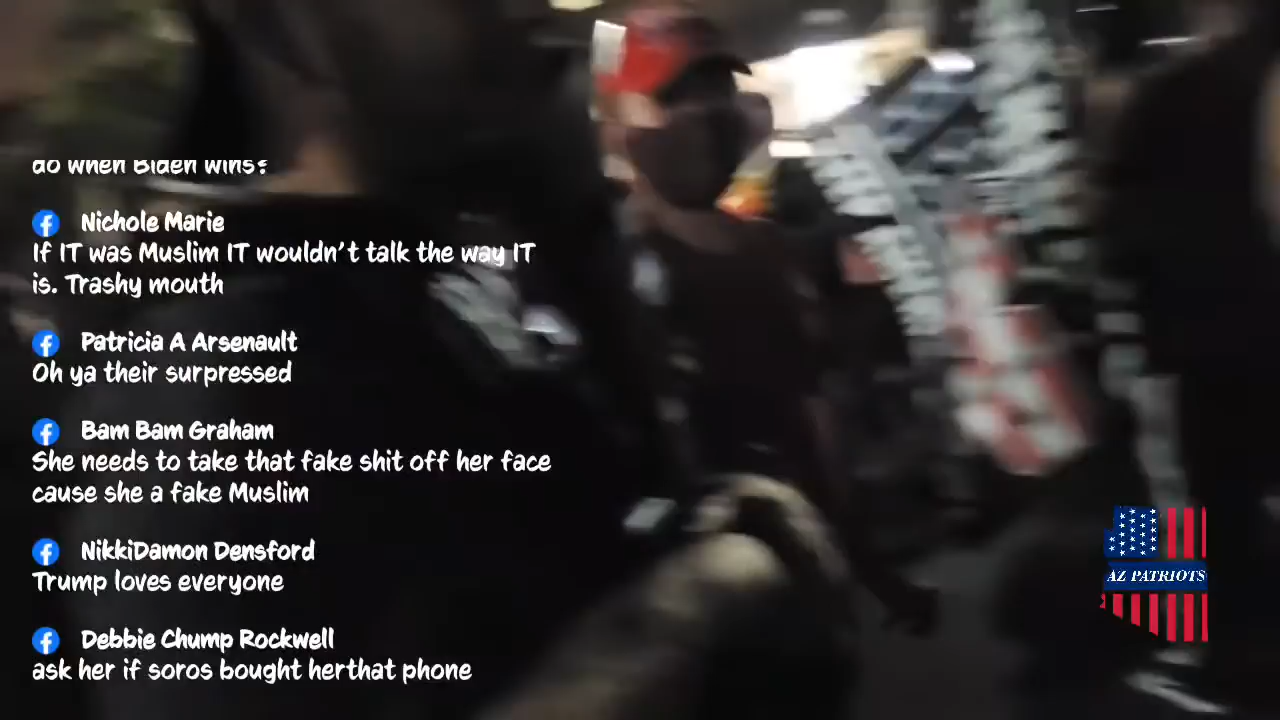 do when Biden wins?
Nichole Marie
If IT was Muslim IT wouldn't talk the way IT
is. Trashy mouth
Patricia A Arsenault
Oh ya their surpressed
Bam Bam Graham
She needs to take that fake shit off her face
cause she a fake Muslim
NikkiDamon Densford
Trump loves everyone
Debbie Chump Rockwell
ask her if soros bought herthat phone
AZ PATRIOTS